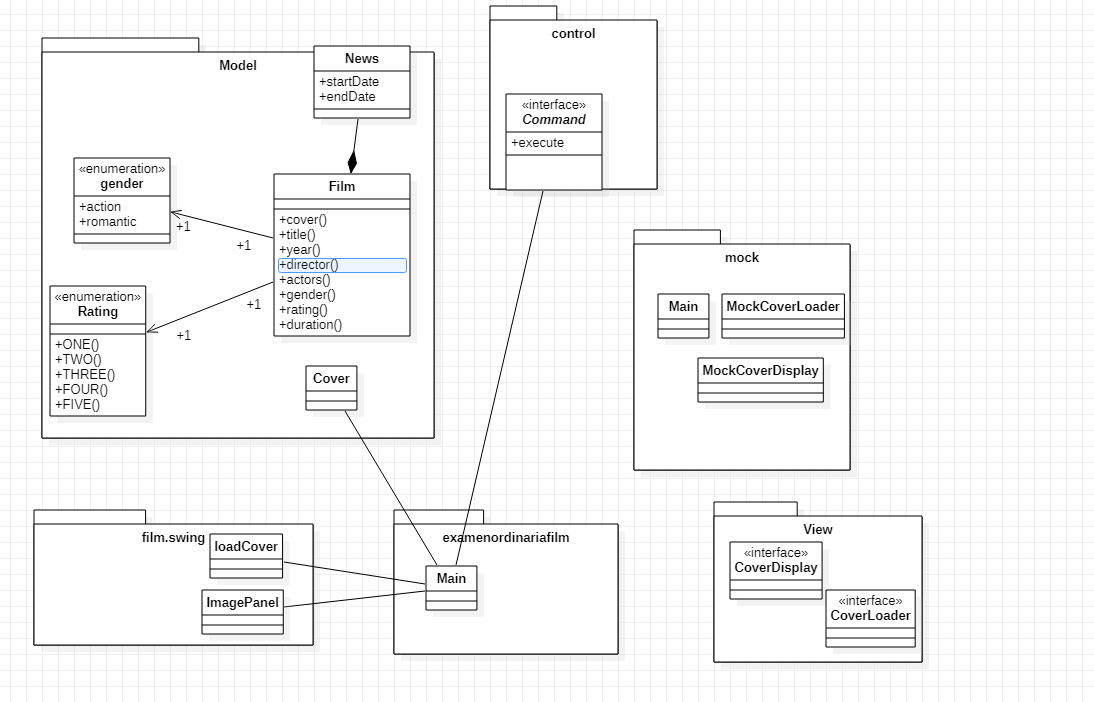 control
Model
News
+startDate
+endDate
«interface»
Command
+execute
«enumeration»
gender
+action
+romantic
+1
+1
Film
+cover()
+title()
+year()
+director()
+actors()
+gender()
+rating()
+duration()
«enumeration»
Rating
+ONE()
+TWO()
+THREE()
+FOUR()
+FIVE()
+1
+1
Cover
mock
Main
MockCoverLoader
MockCoverDisplay
film.swing
loadCover
ImagePanel
examenordinariafilm
Main
View
«interface»
CoverDisplay
«interface»
CoverLoader